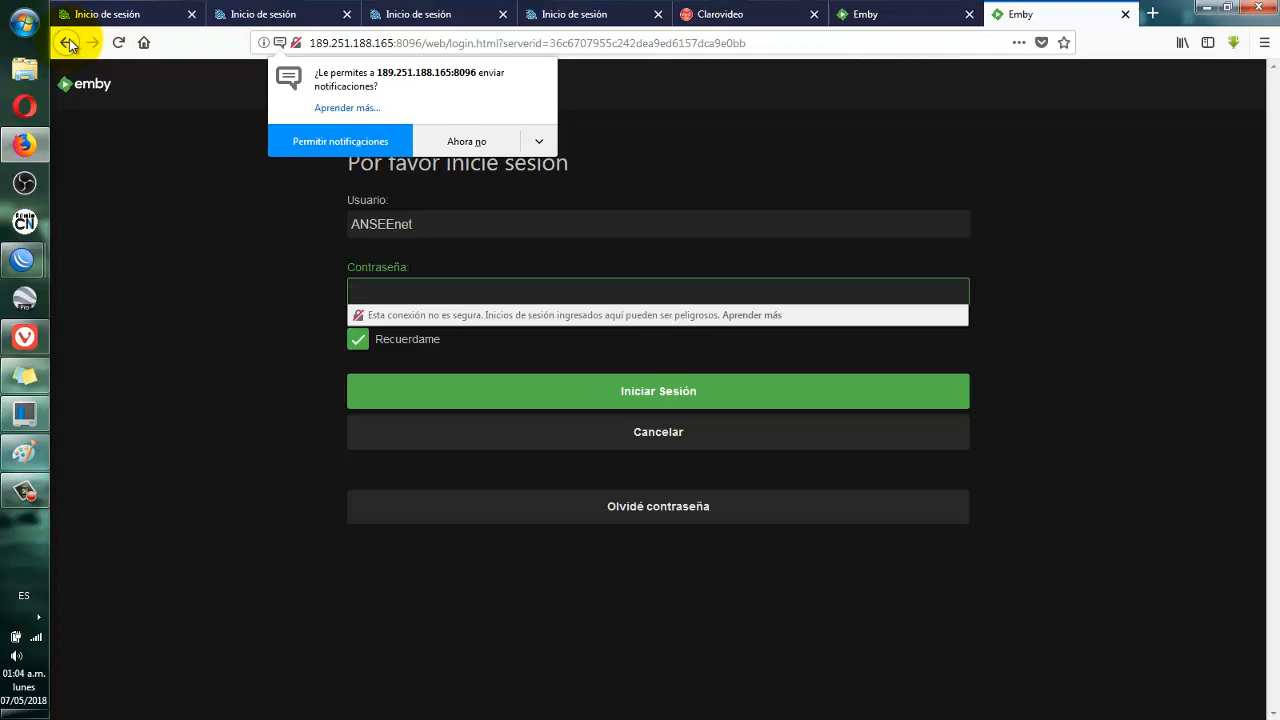 Inicio de sesión
Inicio de sesión
Inicio de sesión
Inicio de sesión
Clarovideo
Emby
Emby
189.251.188.165:8096/web/login.html?serverid=36c6707955c242dea9ed6157dca9e0bb
emby
¿Le permites a 189.251.188.165:8096 enviar
notificaciones?
Aprender más...
Permitir notificaciones
Ahora no
Por favor inicie sesión
Usuario:
ANSEEnet
Contraseña:
Esta conexión no es segura. Inicios de sesión ingresados aquí pueden ser peligrosos. Aprender más
Recuerdame
Iniciar Sesión
Cancelar
Olvidé contraseña
CN
Pro
ES
01:04 a.m.
lunes
07/05/2018